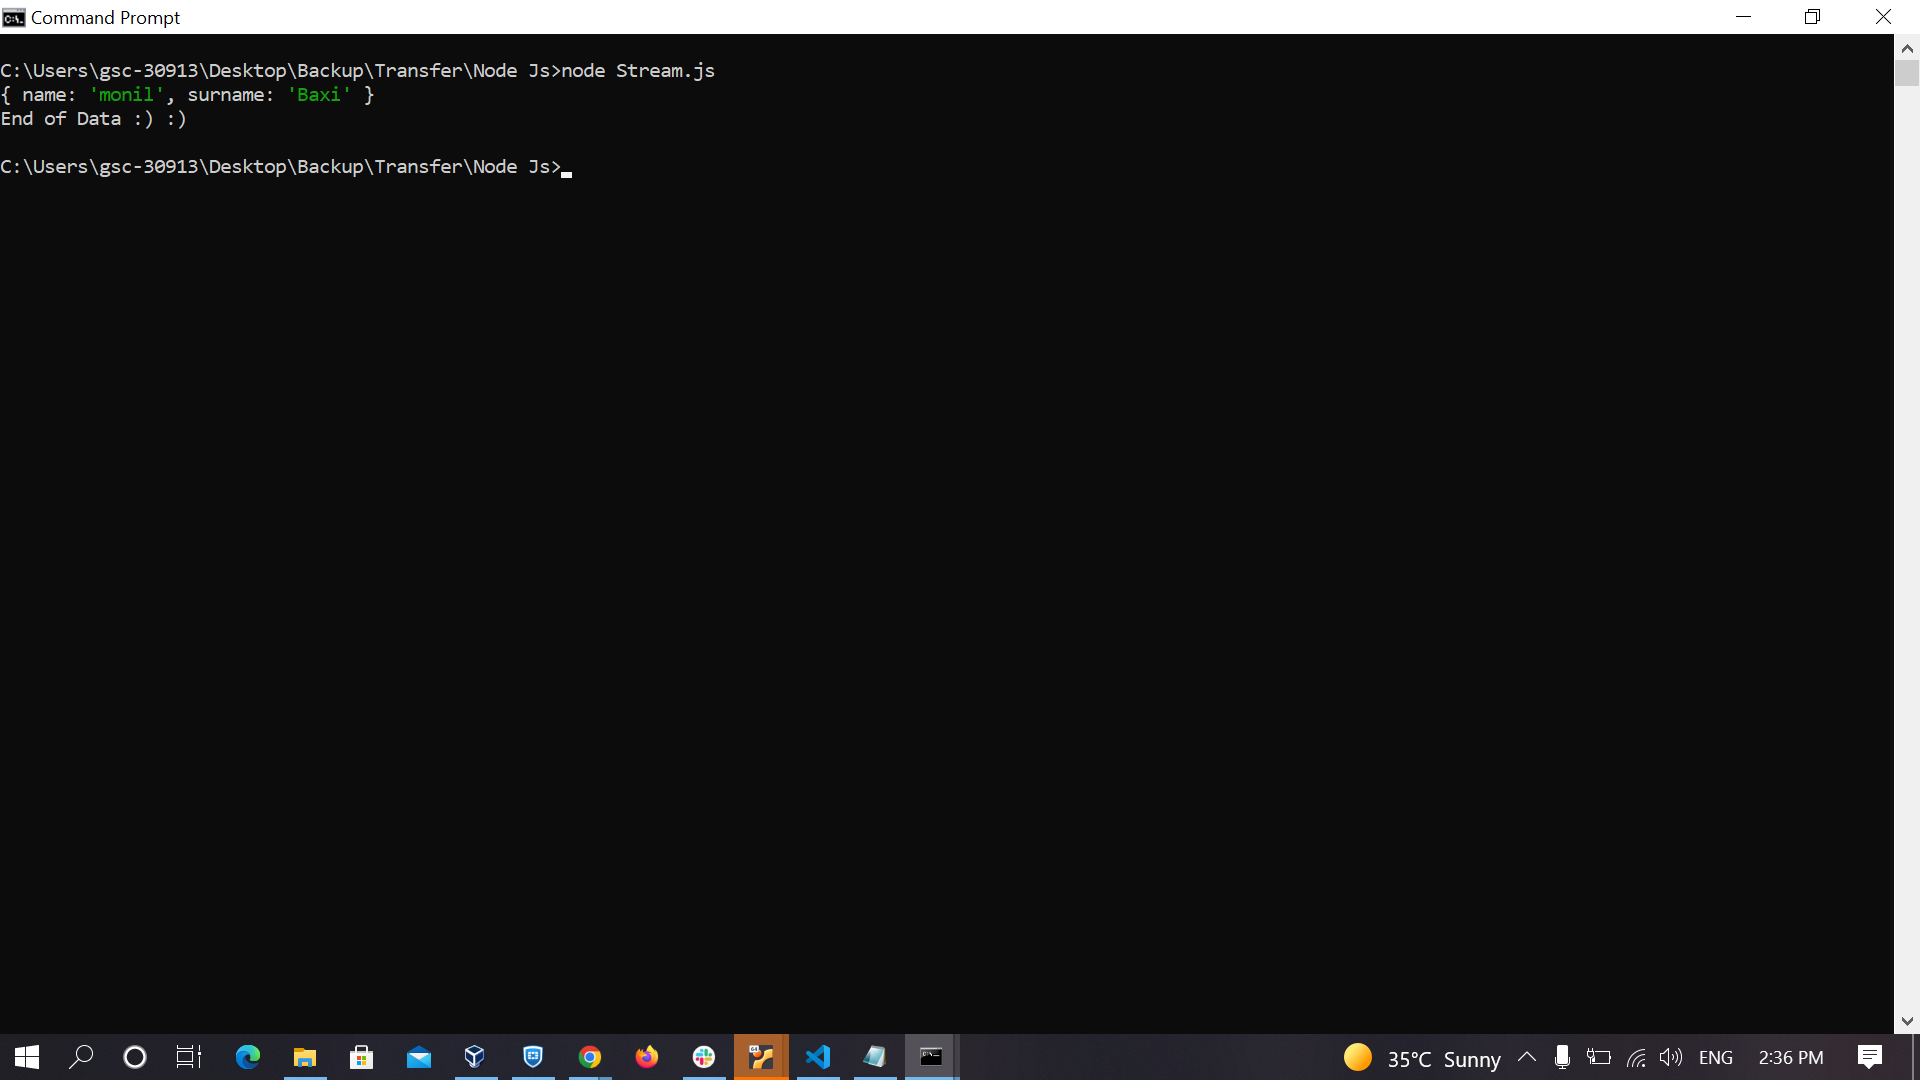 Command Prompt
C:\Users\gsc-30913\Desktop\Backup\Transfer\Node Js>node Stream.js
{ name: 'monil', surname: 'Baxi' }
End of Data :) :)
C:\Users\gsc-30913\Desktop\Backup\Transfer\Node Js>
35°C Sunny ENG 2:36 PM